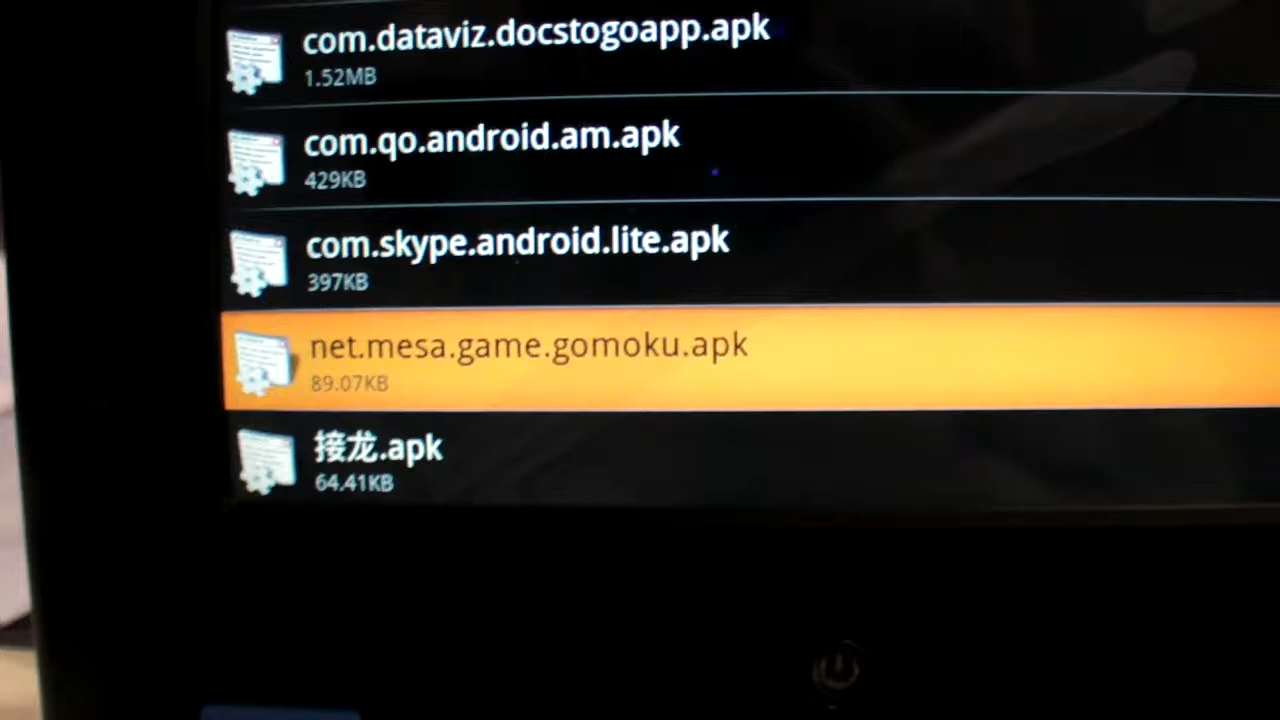 com.dataviz.docstogoapp.apk
1.52MB
com.qo.android.am.apk
429KB
com.skype.android.lite.apk
397KB
net.mesa.game.gomoku.apk
89.07KB
接龙.apk
64.41KB